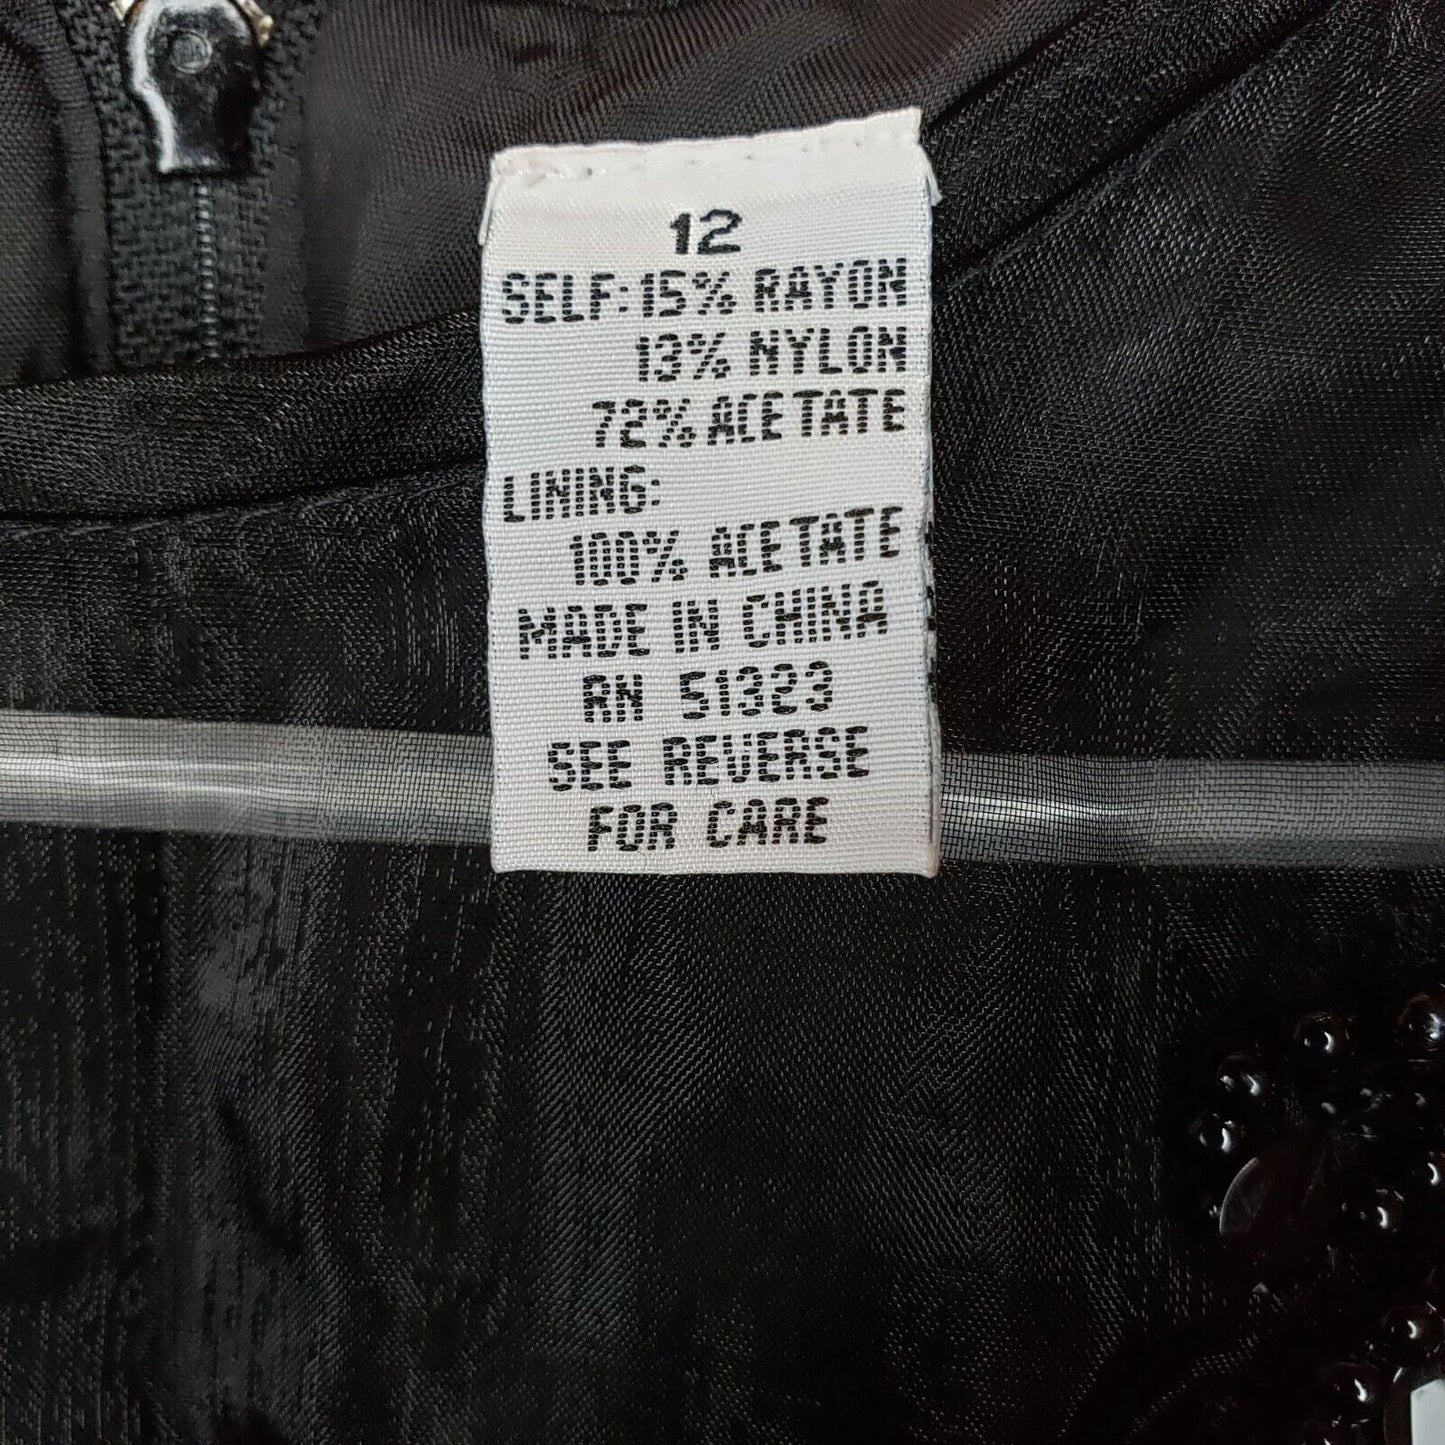 12
SELF: 15% RAYON
13% NYLON
72% ACETATE
LINING:
100% ACETATE
MADE IN CHINA
RN 51323
SEE REVERSE
FOR CARE